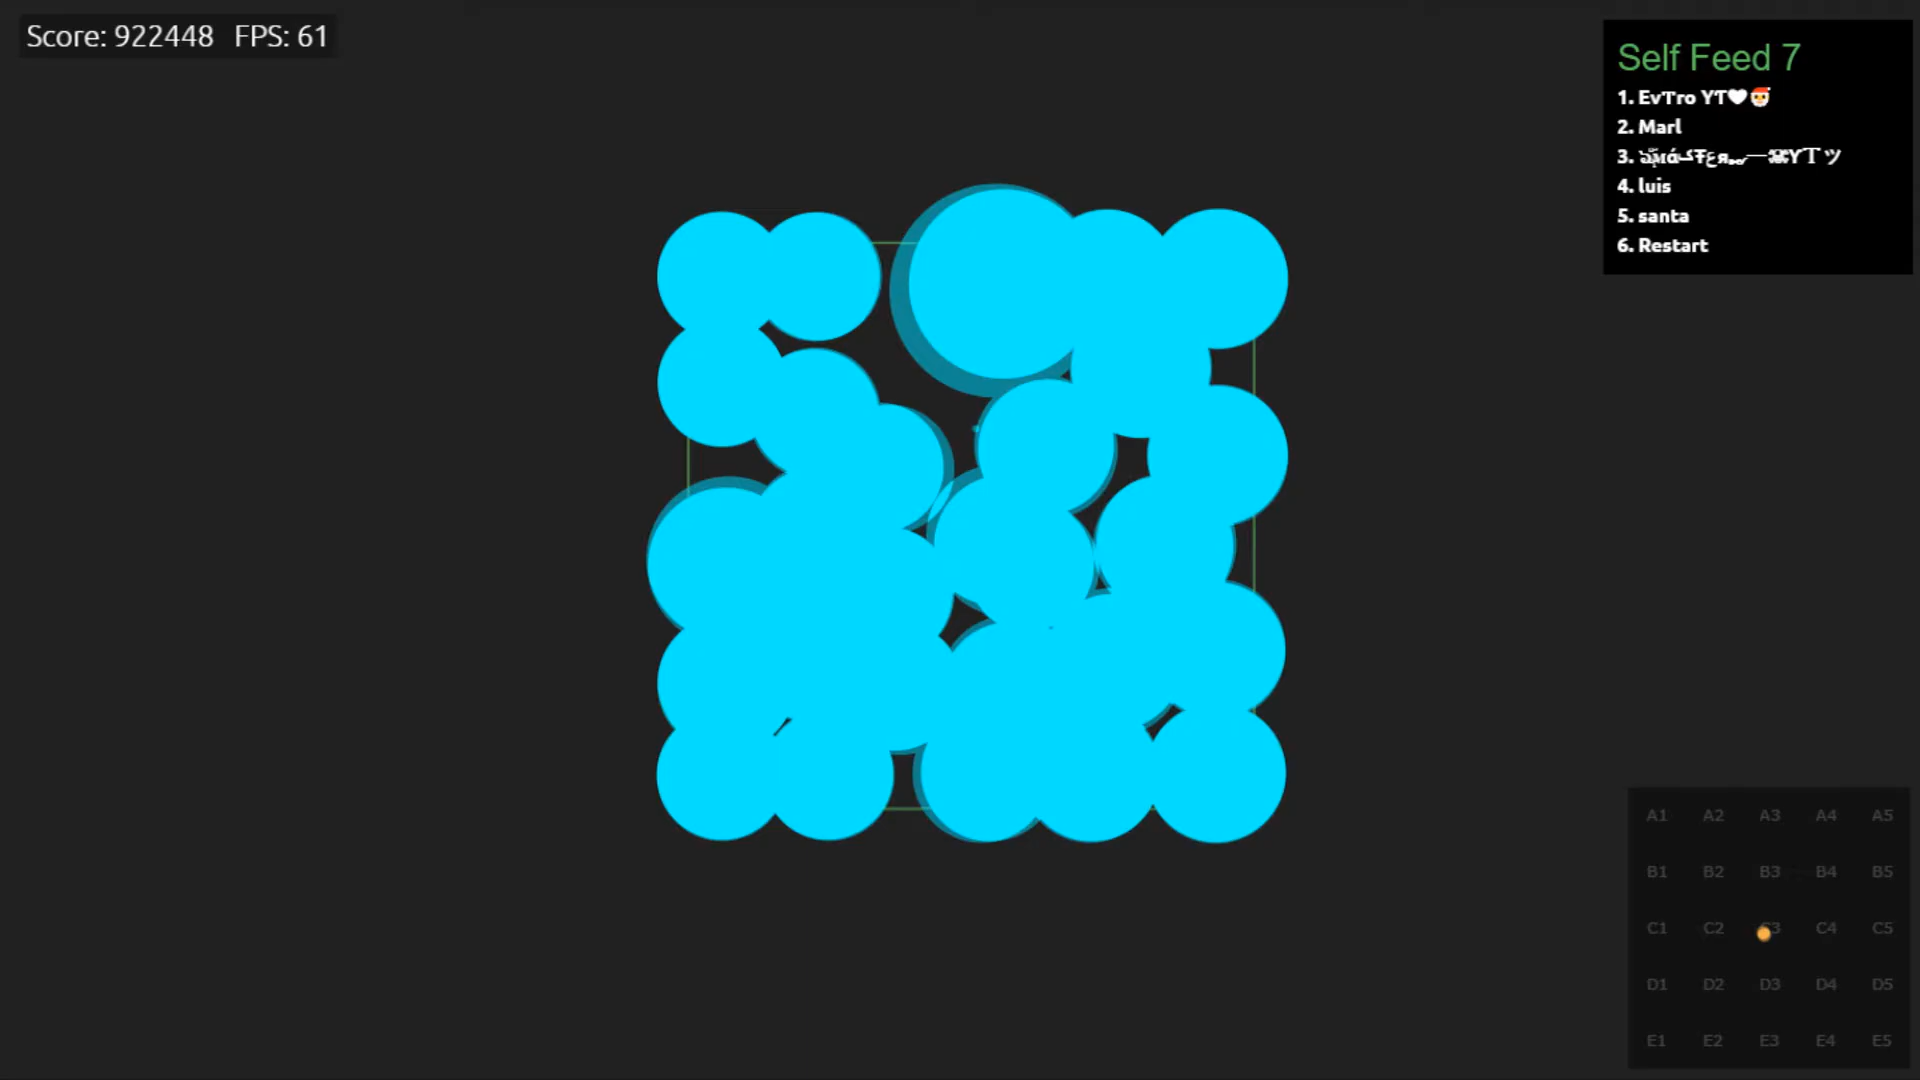 Score: 922448 FPS: 61
Self Feed 7
1. EvTro YT🤍🎅
2. Marl
3.
4. luis
5. santa
6. Restart
A1 A2 A3 A4 A5
B1 B2 B3 B4 B5
C1 C2 C3 C4 C5
D1 D2 D3 D4 D5
E1 E2 E3 E4 E5